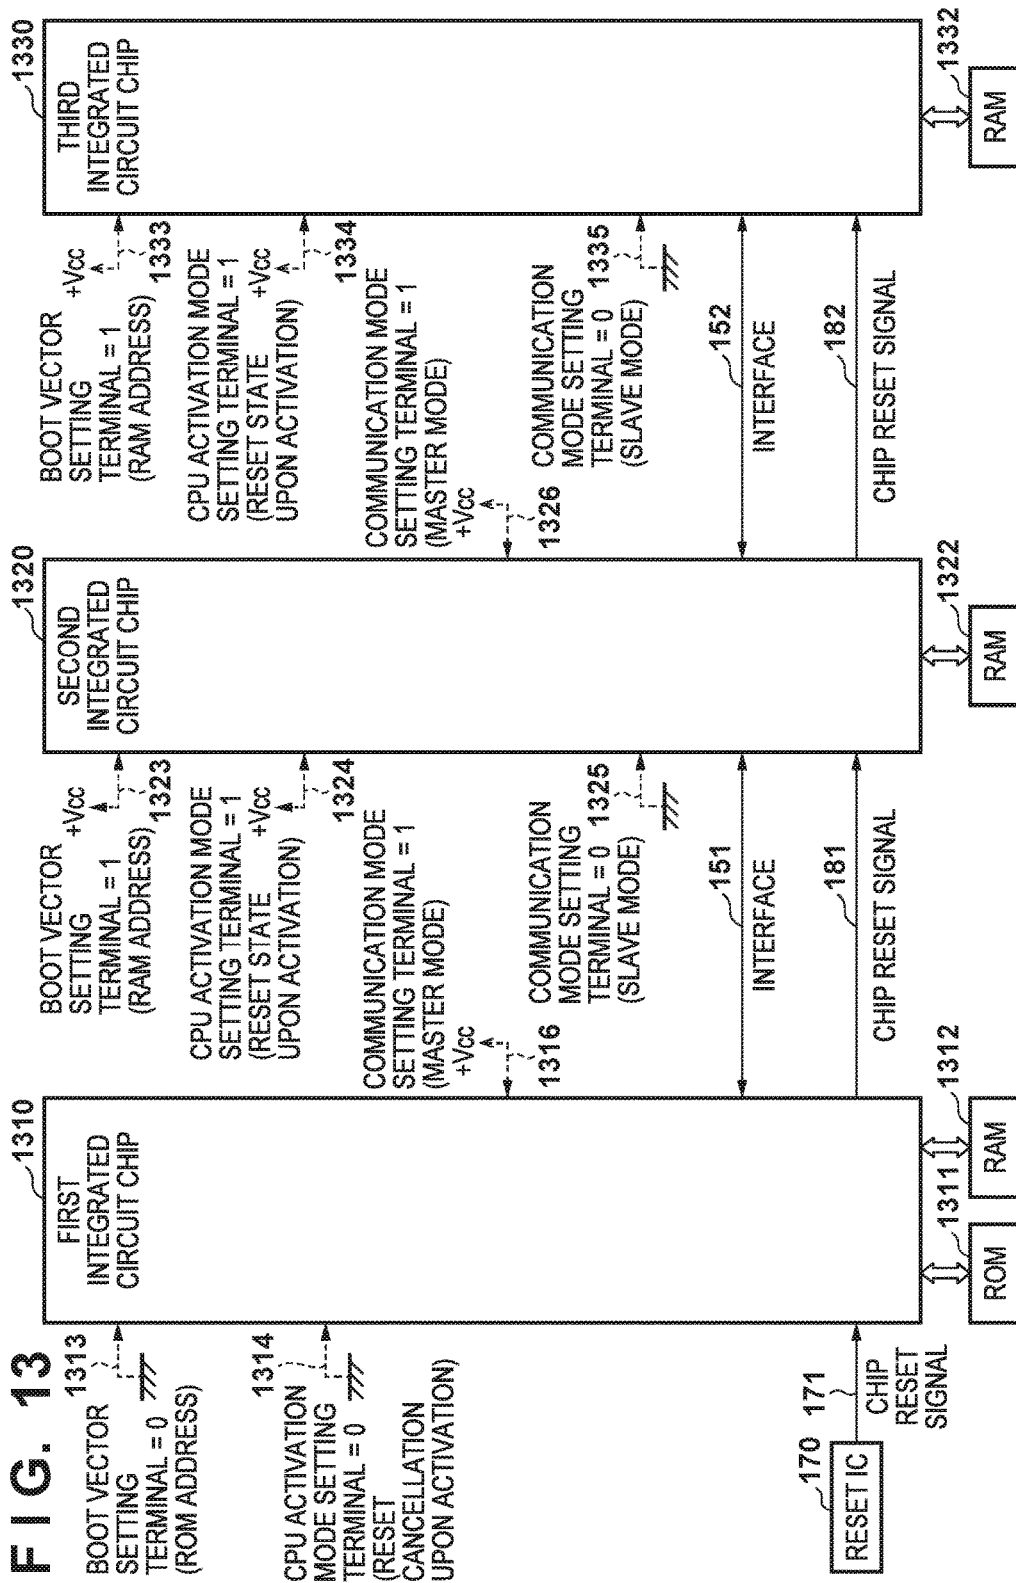 FIG. 13
1310
FIRST
INTEGRATED
CIRCUIT CHIP
1320
SECOND
INTEGRATED
CIRCUIT CHIP
1330
THIRD
INTEGRATED
CIRCUIT CHIP
1313
BOOT VECTOR
SETTING
TERMINAL = 0
(ROM ADDRESS)
1314
CPU ACTIVATION
MODE SETTING
TERMINAL = 0
(RESET
CANCELLATION
UPON ACTIVATION)
170
RESET IC
171
CHIP
RESET
SIGNAL
1311
ROM
1312
RAM
BOOT VECTOR
SETTING
TERMINAL = 1
(RAM ADDRESS)
+Vcc
1323
CPU ACTIVATION MODE
SETTING TERMINAL = 1
(RESET STATE
UPON ACTIVATION)
+Vcc
1324
COMMUNICATION MODE
SETTING TERMINAL = 1
(MASTER MODE)
+Vcc
1316
COMMUNICATION
MODE SETTING
TERMINAL = 0
(SLAVE MODE)
1325
151
INTERFACE
181
CHIP RESET SIGNAL
1322
RAM
BOOT VECTOR
SETTING
TERMINAL = 1
(RAM ADDRESS)
+Vcc
1333
CPU ACTIVATION MODE
SETTING TERMINAL = 1
(RESET STATE
UPON ACTIVATION)
+Vcc
1334
COMMUNICATION MODE
SETTING TERMINAL = 1
(MASTER MODE)
+Vcc
1326
COMMUNICATION
MODE SETTING
TERMINAL = 0
(SLAVE MODE)
1335
152
INTERFACE
182
CHIP RESET SIGNAL
1332
RAM